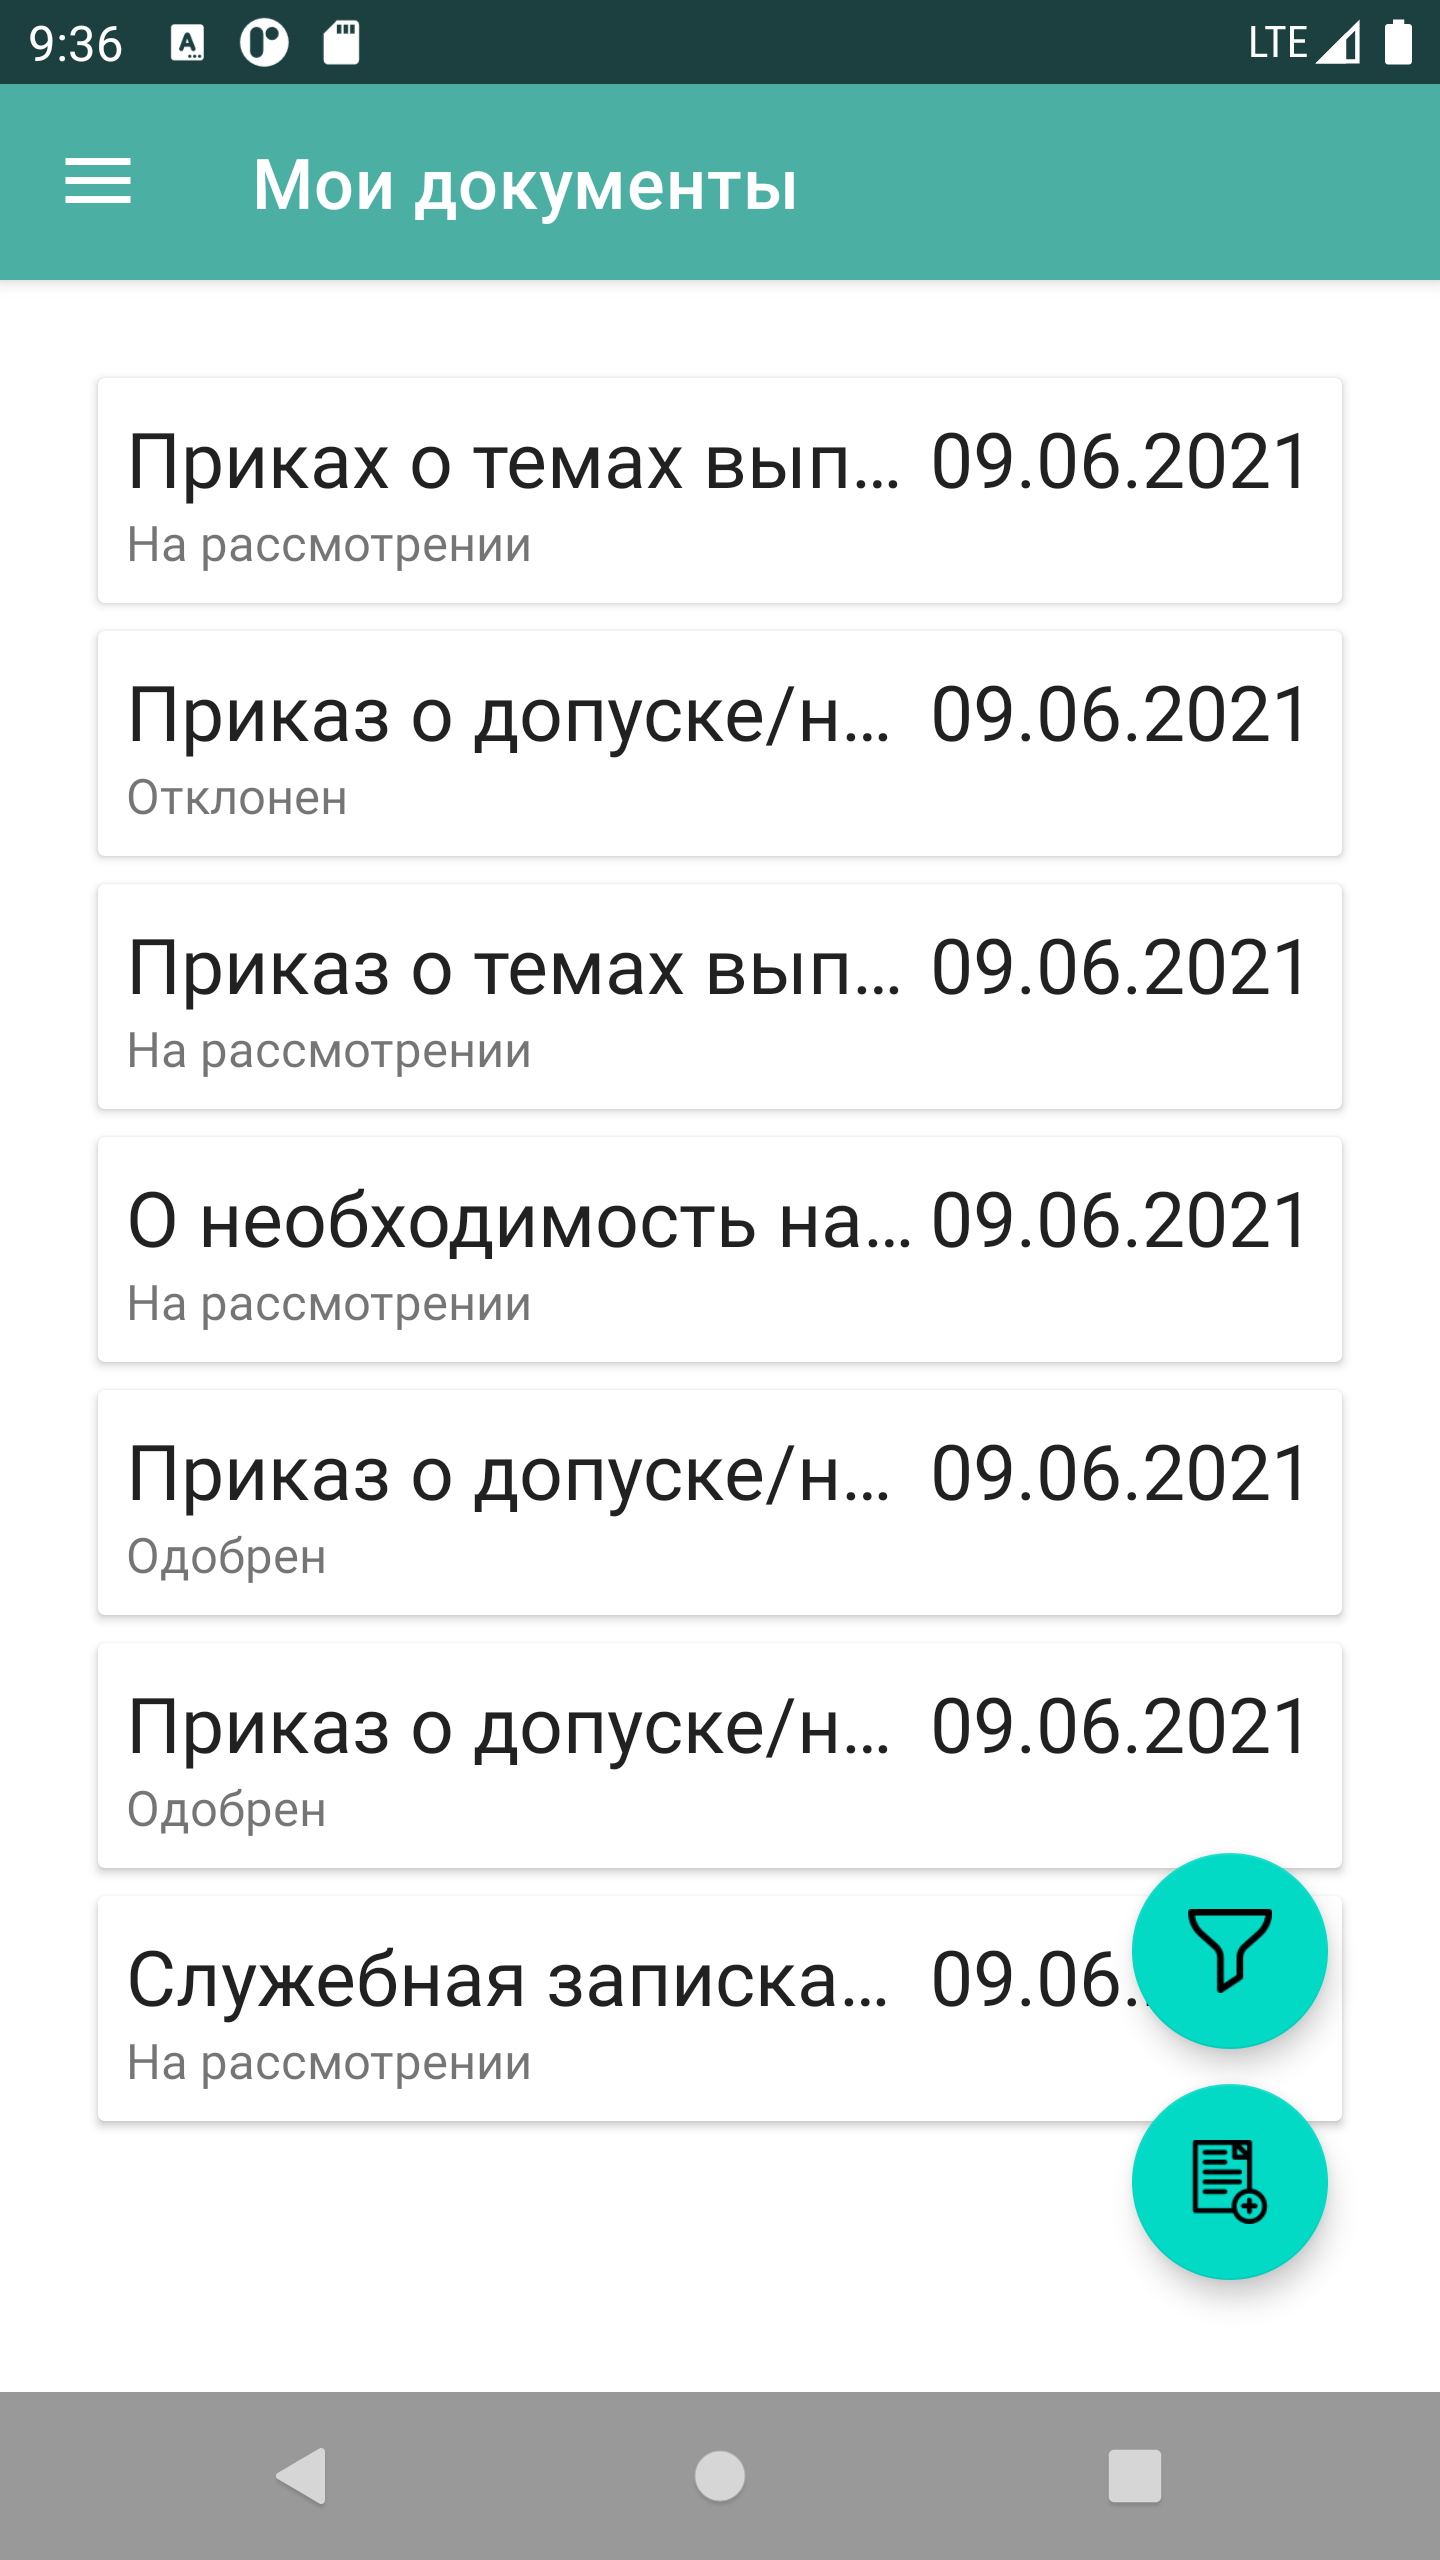 9:36 LTE
Мои документы
Приках о темах вып... 09.06.2021
На рассмотрении
Приказ о допуске/н... 09.06.2021
Отклонен
Приказ о темах вып... 09.06.2021
На рассмотрении
О необходимость на... 09.06.2021
На рассмотрении
Приказ о допуске/н... 09.06.2021
Одобрен
Приказ о допуске/н... 09.06.2021
Одобрен
Служебная записка... 09.06.
На рассмотрении